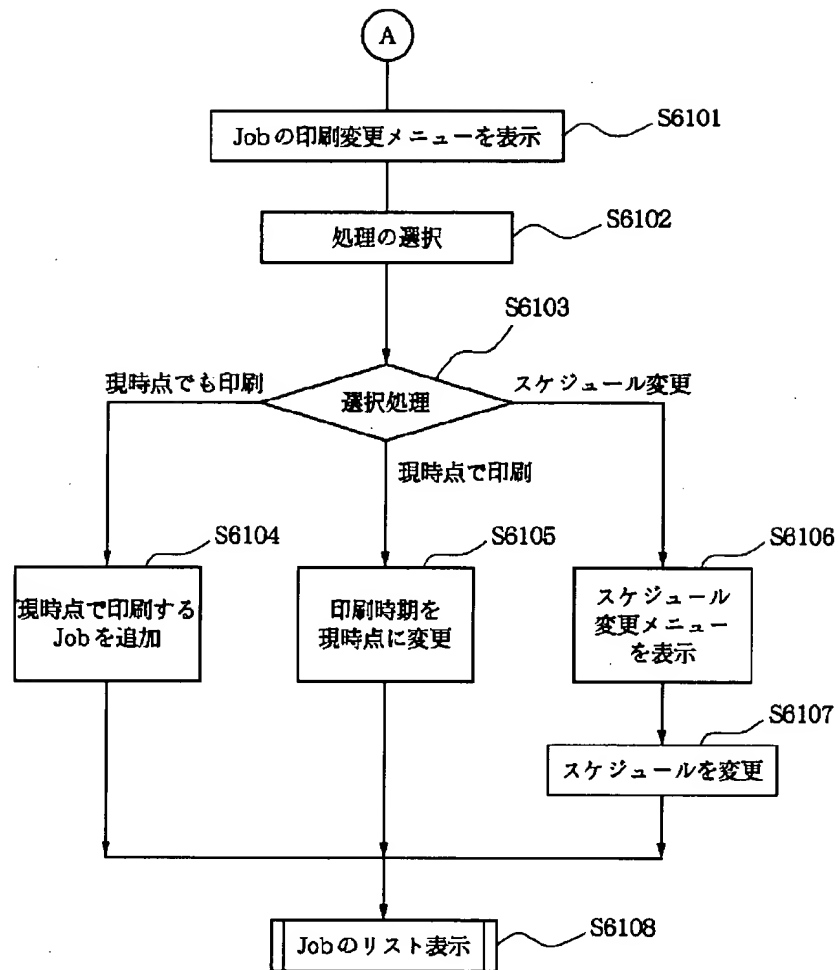 A
Jobの印刷変更メニューを表示
S6101
処理の選択
S6102
S6103
選択処理
現時点でも印刷
スケジュール変更
現時点で印刷
S6104
現時点で印刷する
Jobを追加
S6105
印刷時期を
現時点に変更
S6106
スケジュール
変更メニュー
を表示
S6107
スケジュールを変更
Jobのリスト表示
S6108